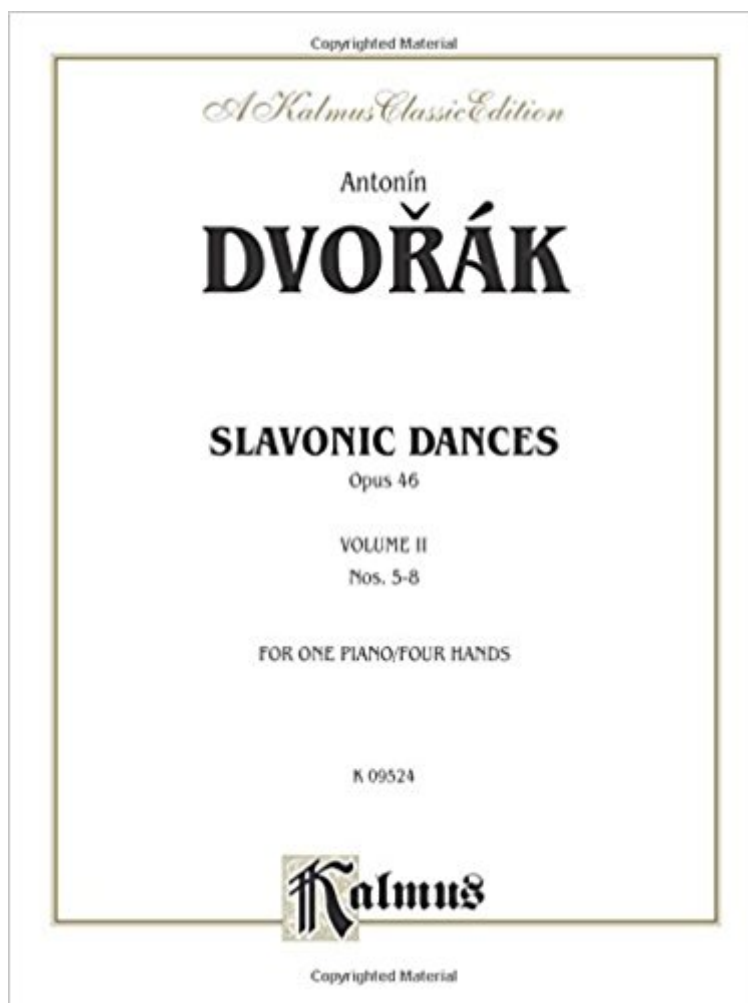 Copyrighted Material
A Kalmus Classic Edition
Antonín
DVOŘÁK
SLAVONIC DANCES
Opus 46
VOLUME II
Nos. 5-8
FOR ONE PIANO/FOUR HANDS
K 09524
Kalmus
Copyrighted Material